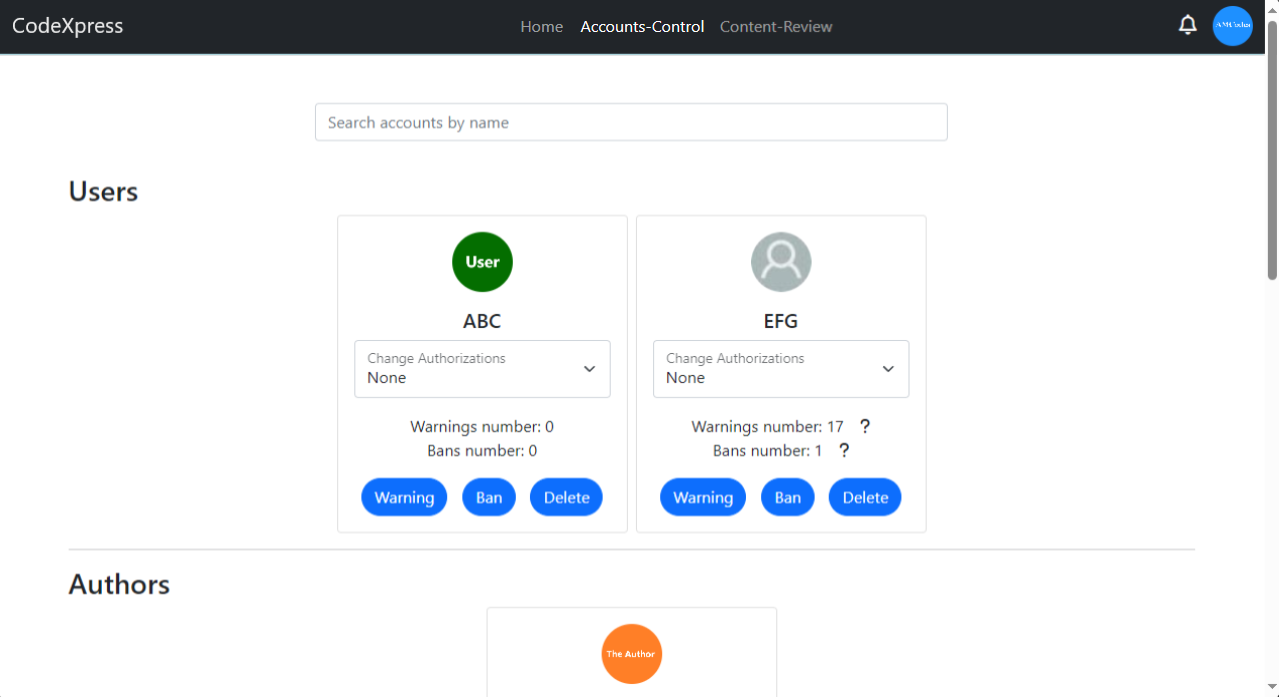 CodeXpress Home Accounts-Control Content-Review
Search accounts by name
Users
User
ABC
Change Authorizations
None
Warnings number: 0
Bans number: 0
Warning Ban Delete
EFG
Change Authorizations
None
Warnings number: 17 ?
Bans number: 1 ?
Warning Ban Delete
Authors
The Author